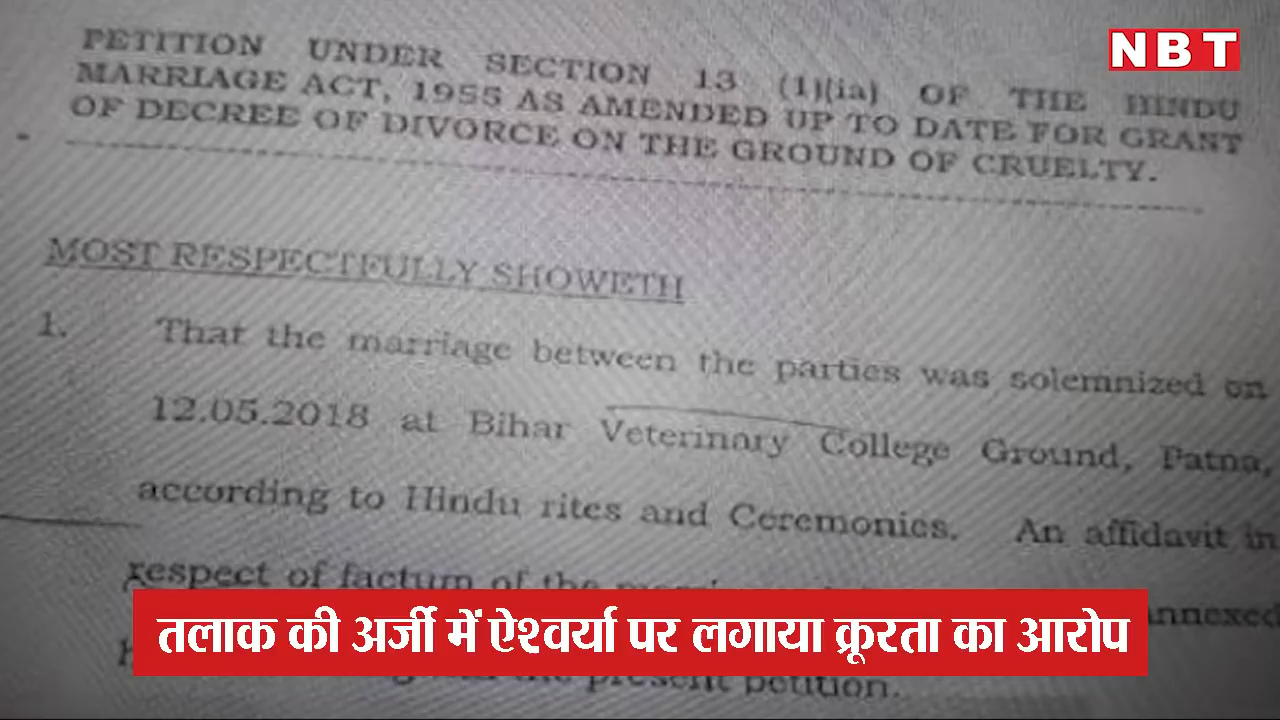 NBT
PETITION UNDER SECTION 13 (1)(ia) OF THE HINDU
MARRIAGE ACT, 1955 AS AMENDED UP TO DATE FOR GRANT
OF DECREE OF DIVORCE ON THE GROUND OF CRUELTY.
MOST RESPECTFULLY SHOWETH
1. That the marriage between the parties was solemnized on
12.05.2018 at Bihar Veterinary College Ground, Patna,
according to Hindu rites and Ceremonies. An affidavit in
respect of factum of the annexed
the present petition.
तलाक की अर्जी में ऐश्वर्या पर लगाया क्रूरता का आरोप